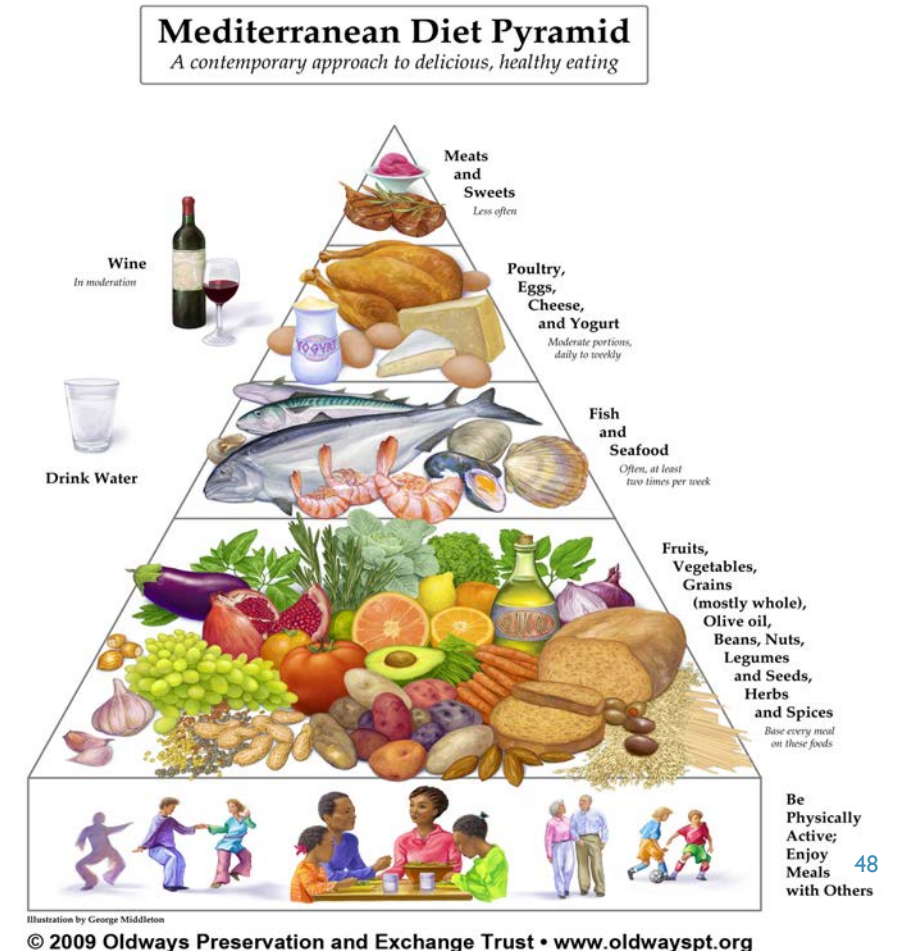 Mediterranean Diet Pyramid
A contemporary approach to delicious, healthy eating
Meats
and
Sweets
Less often
Wine
In moderation
Poultry,
Eggs,
Cheese,
and Yogurt
Moderate portions,
daily to weekly
YOGURT
Fish
and
Seafood
Often, at least
two times per week
Drink Water
Fruits,
Vegetables,
Grains
(mostly whole),
Olive oil,
Beans, Nuts,
Legumes
and Seeds,
Herbs
and Spices
Base every meal
on these foods
Be
Physically
Active;
Enjoy
Meals
with Others
48
Illustration by George Middleton
© 2009 Oldways Preservation and Exchange Trust • www.oldwayspt.org